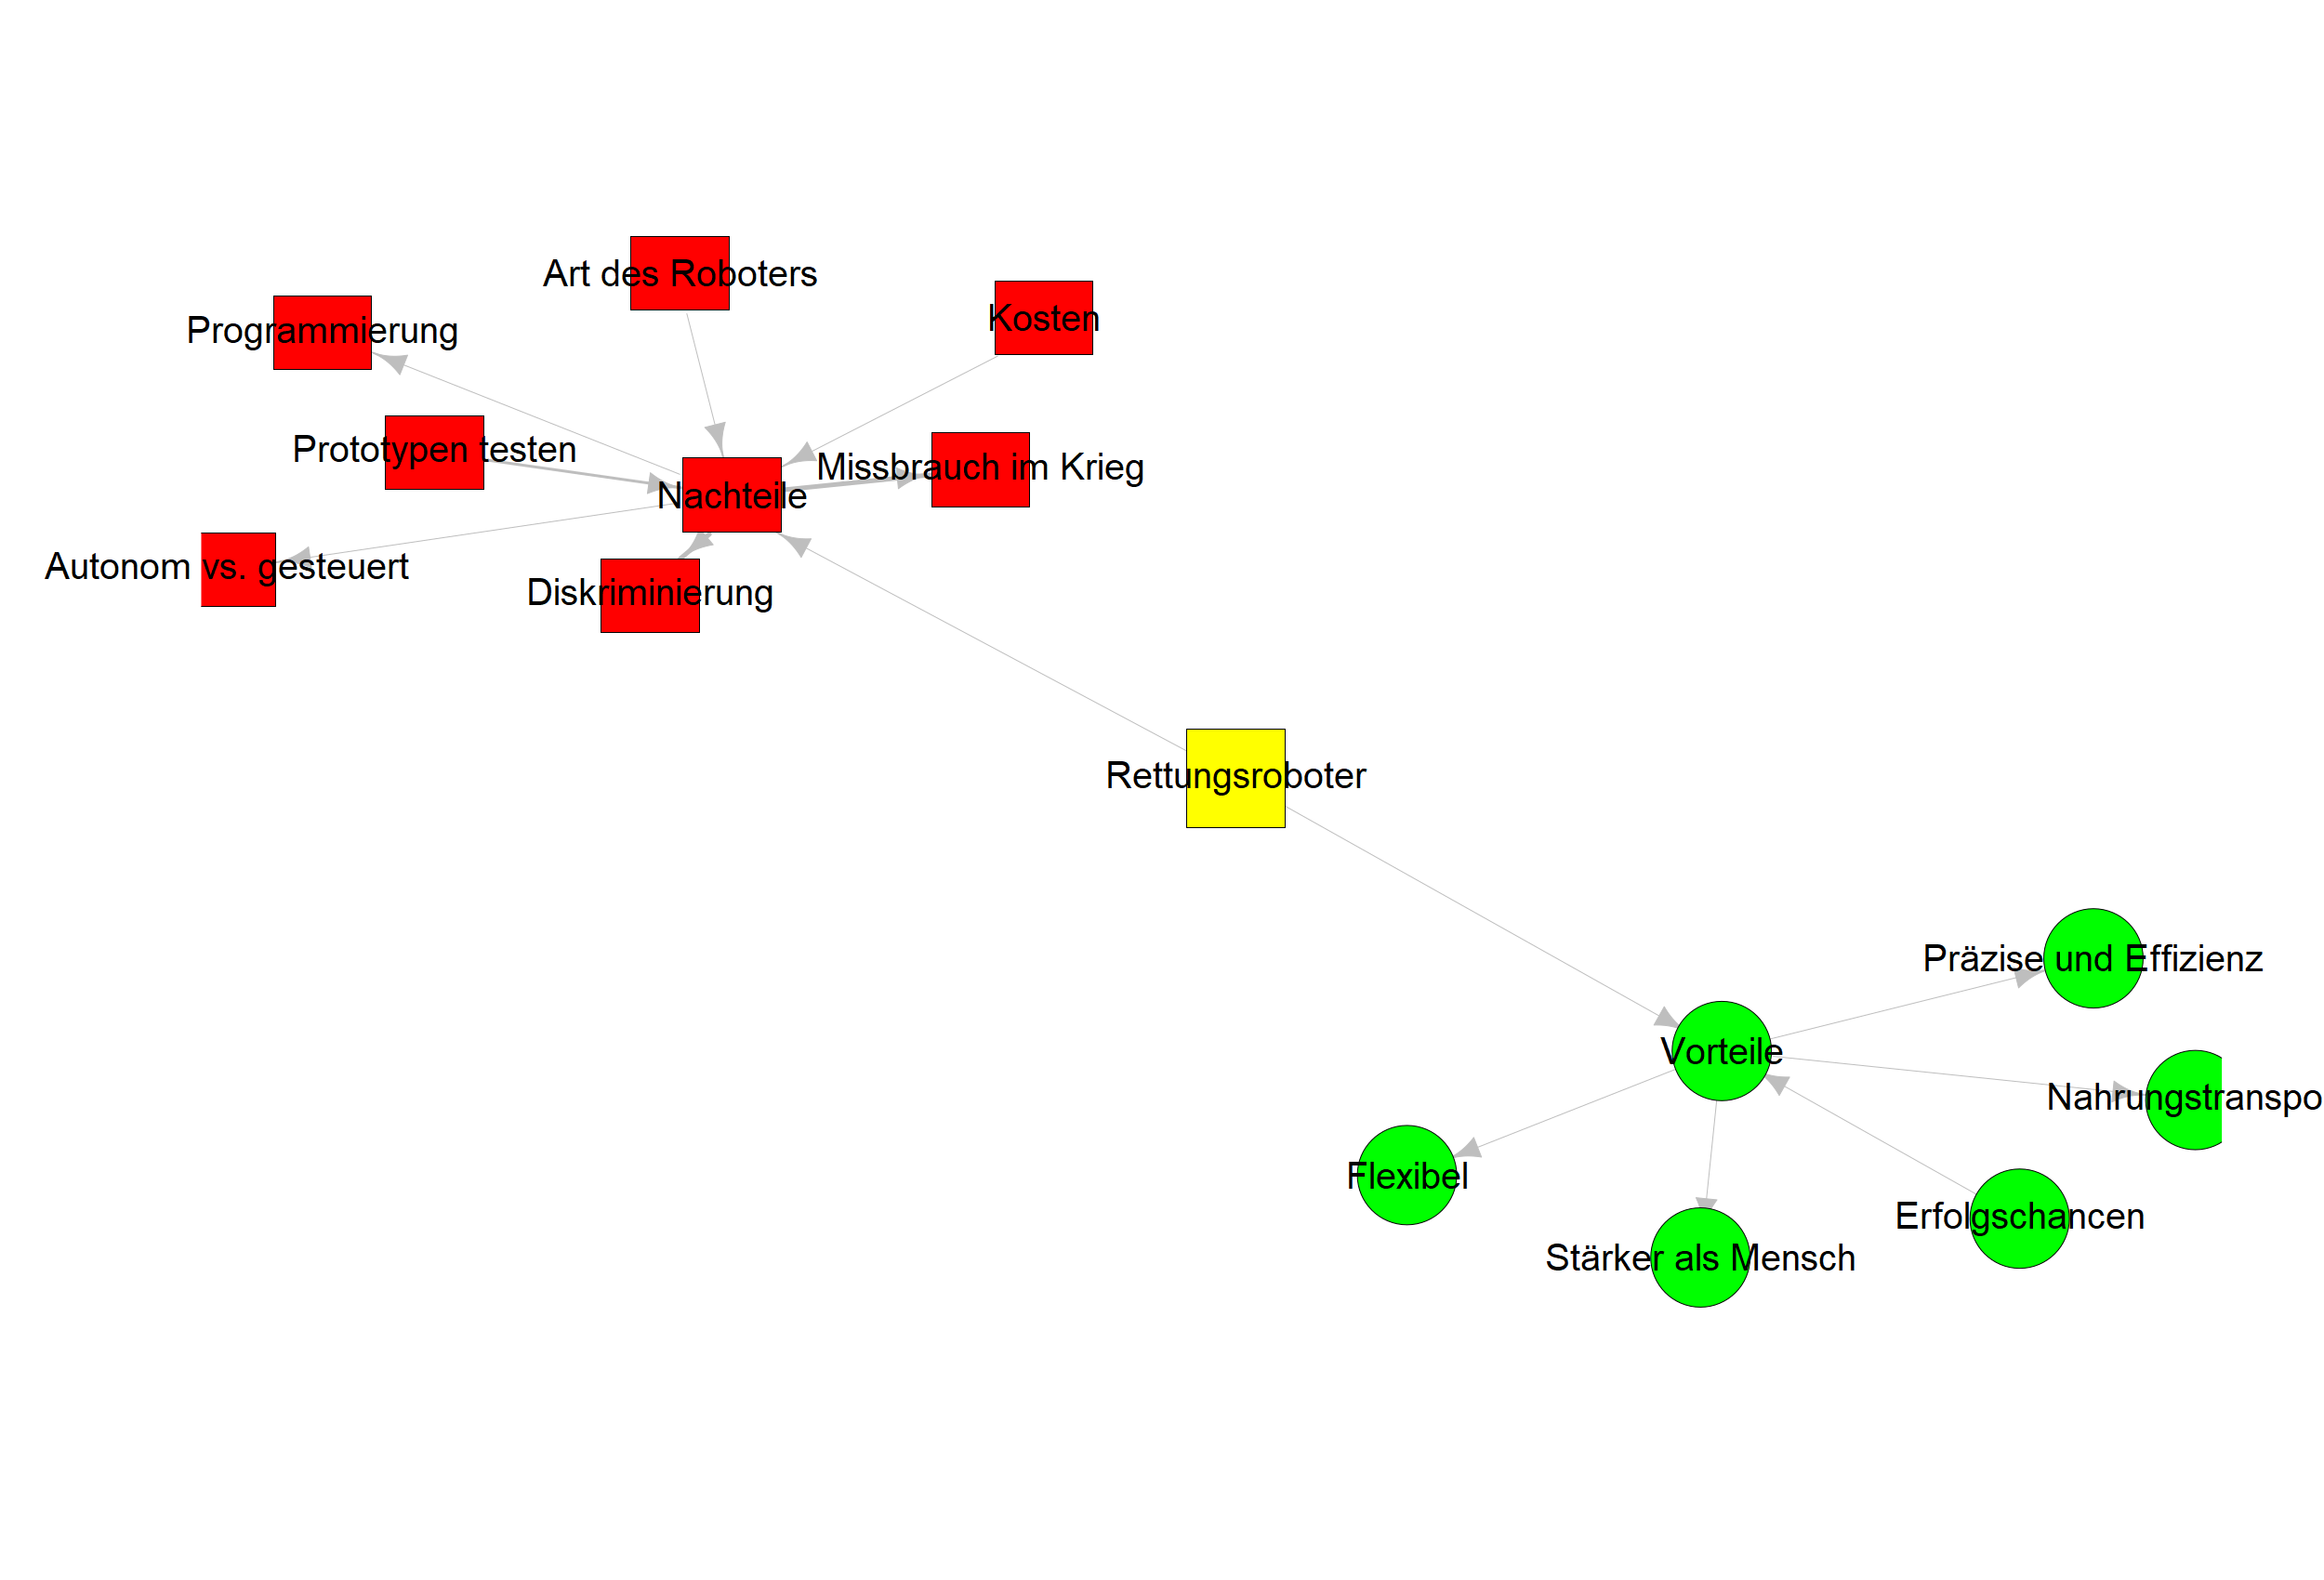 Art des Roboters
Kosten
Programmierung
Prototypen testen
Missbrauch im Krieg
Nachteile
Autonom vs. gesteuert
Diskriminierung
Rettungsroboter
Präzise und Effizienz
Vorteile
Nahrungstranspo
Flexibel
Erfolgschancen
Stärker als Mensch